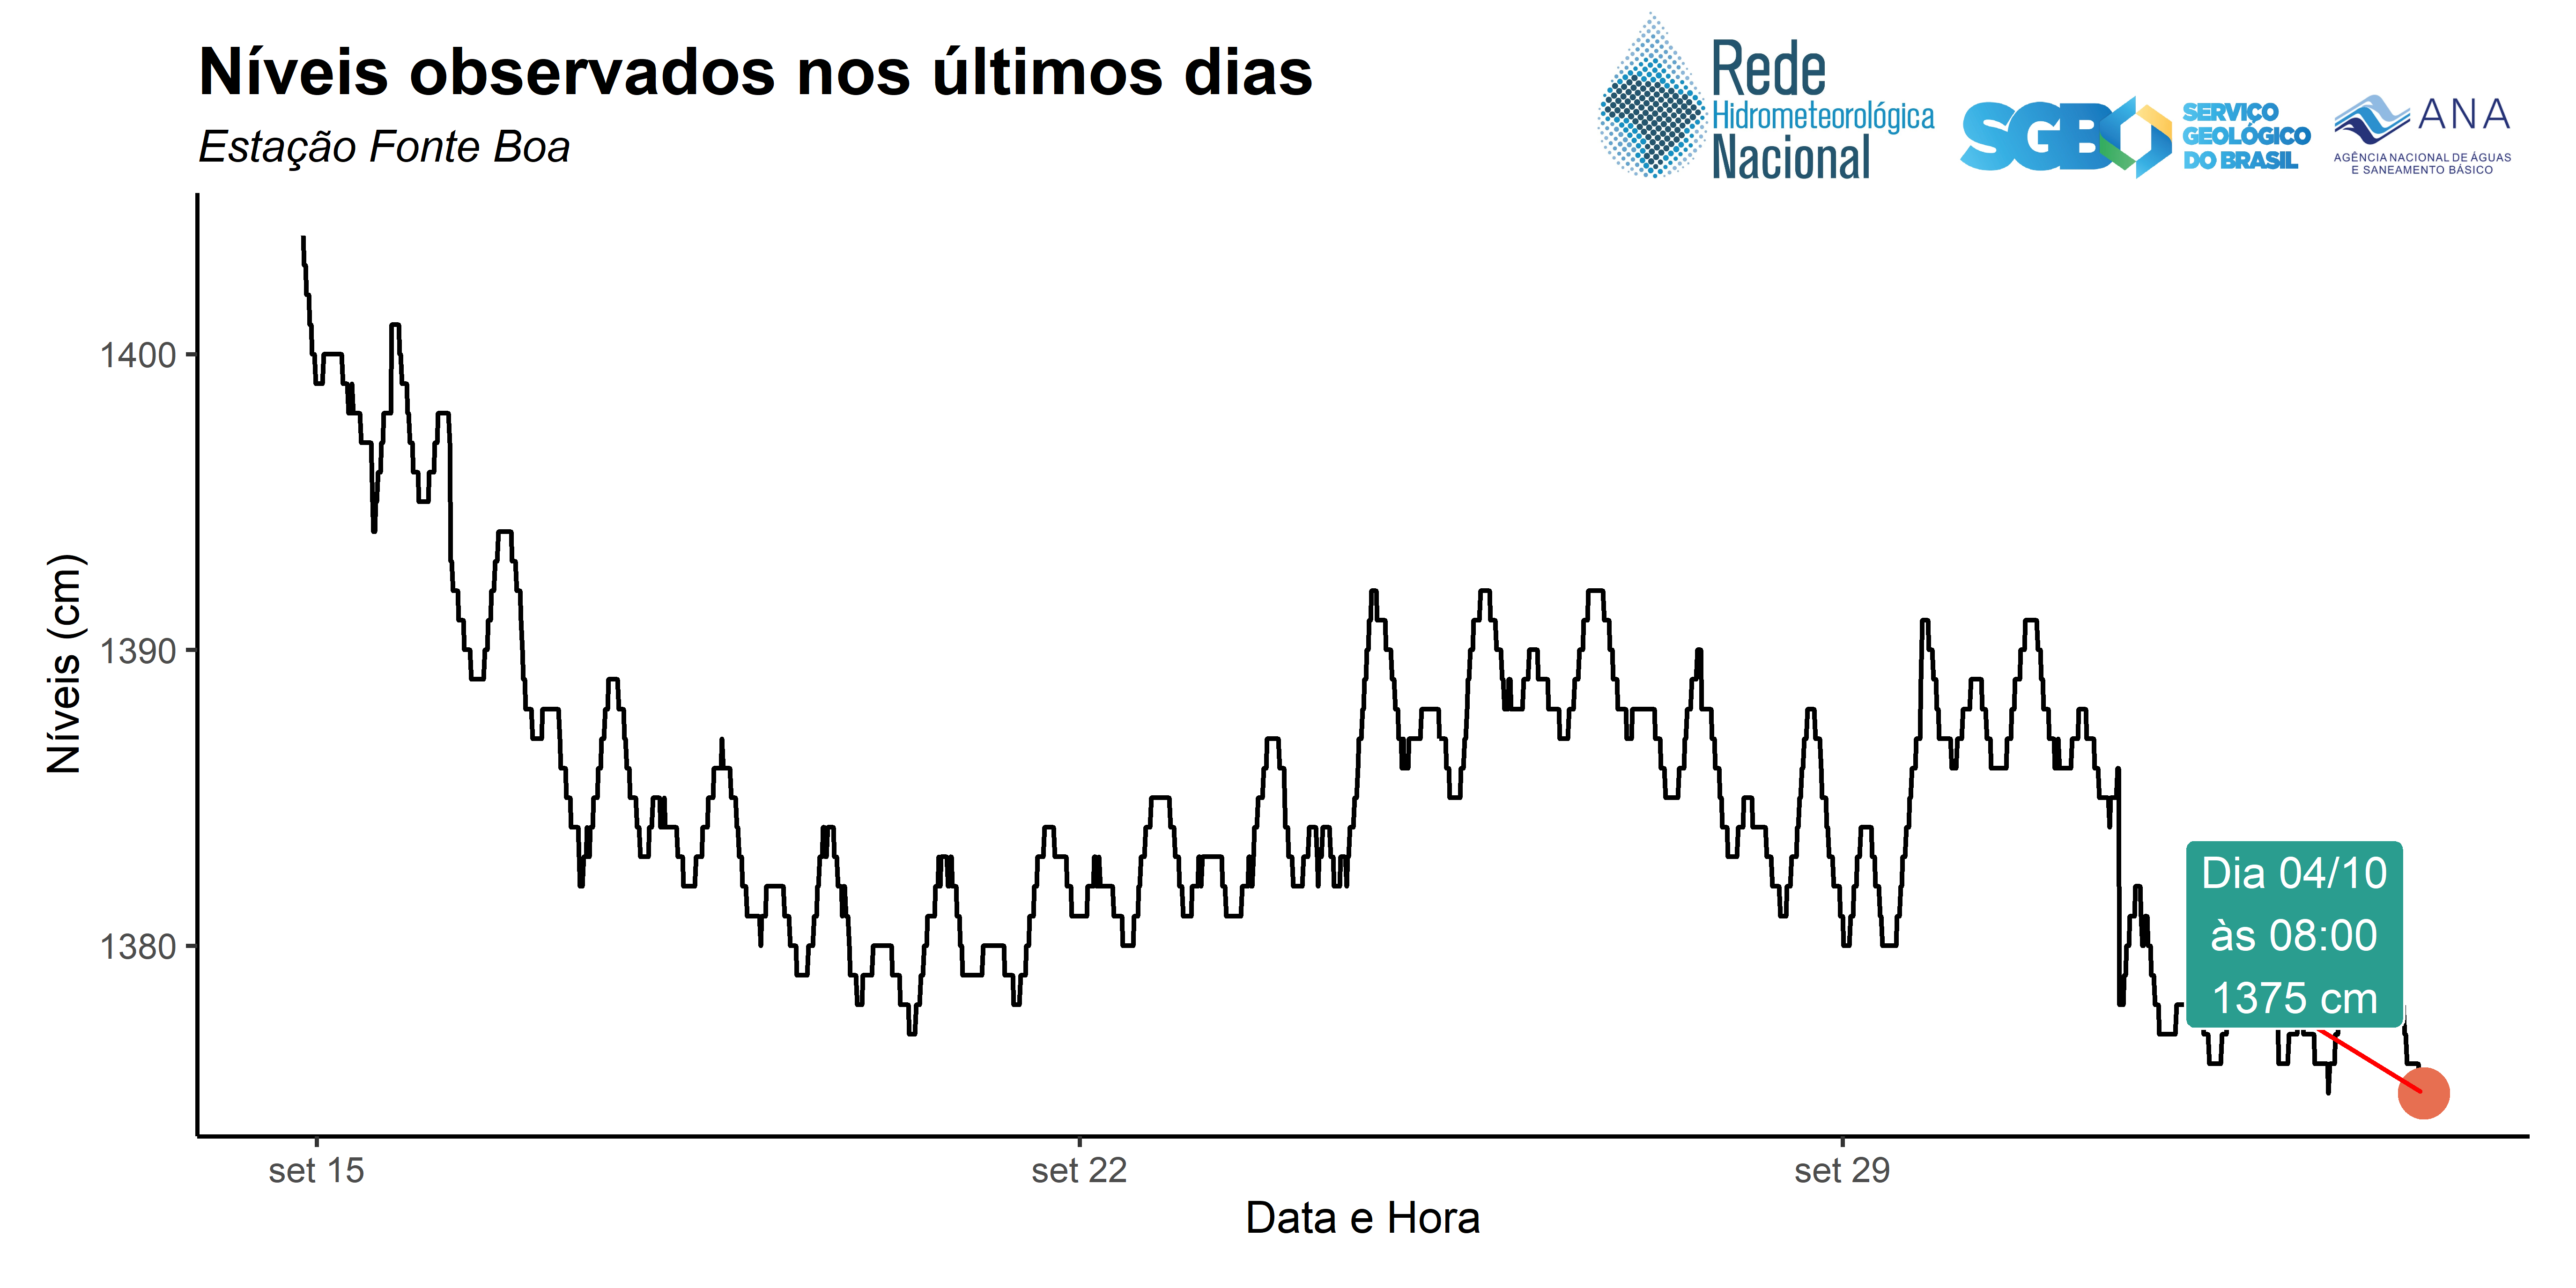 Níveis observados nos últimos dias
Estação Fonte Boa
Rede
Hidrometeorológica
Nacional
SGB
SERVIÇO
GEOLÓGICO
DO BRASIL
ANA
AGÊNCIA NACIONAL DE ÁGUAS
E SANEAMENTO BÁSICO
Níveis (cm)
1400
1390
1380
Dia 04/10
às 08:00
1375 cm
set 15
set 22
set 29
Data e Hora